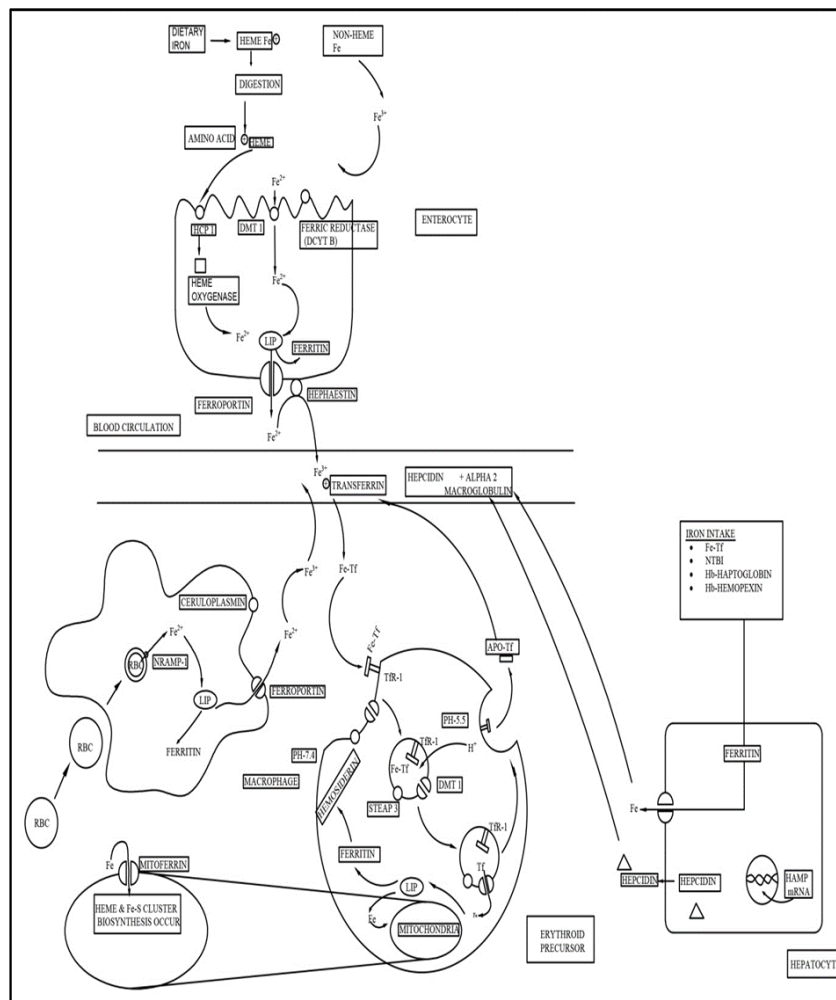 DIETARY
IRON
HEME Fe
+
NON-HEME
Fe
DIGESTION
Fe3+
AMINO ACID
+
HEME
Fe2+
HCP 1
DMT 1
FERRIC REDUCTASE
(DCYT B)
ENTEROCYTE
HEME
OXYGENASE
Fe2+
Fe2+
LIP
FERRITIN
FERROPORTIN
HEPHAESTIN
BLOOD CIRCULATION
Fe2+
Fe3+
+
TRANSFERRIN
HEPCIDIN + ALPHA 2
MACROGLOBULIN
IRON INTAKE
• Fe-Tf
• NTBI
• Hb-HAPTOGLOBIN
• Hb-HEMOPEXIN
Fe3+
Fe-Tf
CERULOPLASMIN
Fe2+
Fe2+
RBC
NRAMP-1
LIP
FERROPORTIN
FERRITIN
RBC
RBC
MACROPHAGE
Fe-Tf
TfR-1
APO-Tf
PH-5.5
PH-7.4
HEMOSIDERIN
TfR-1
Fe-Tf
H+
DMT 1
STEAP 3
TfR-1
Tf
FERRITIN
LIP
Fe
Fe
MITOCHONDRIA
ERYTHROID
PRECURSOR
Fe
MITOFERRIN
HEME & Fe-S CLUSTER
BIOSYNTHESIS OCCUR
FERRITIN
Fe
HEPCIDIN
HEPCIDIN
HAMP
mRNA
HEPATOCYT